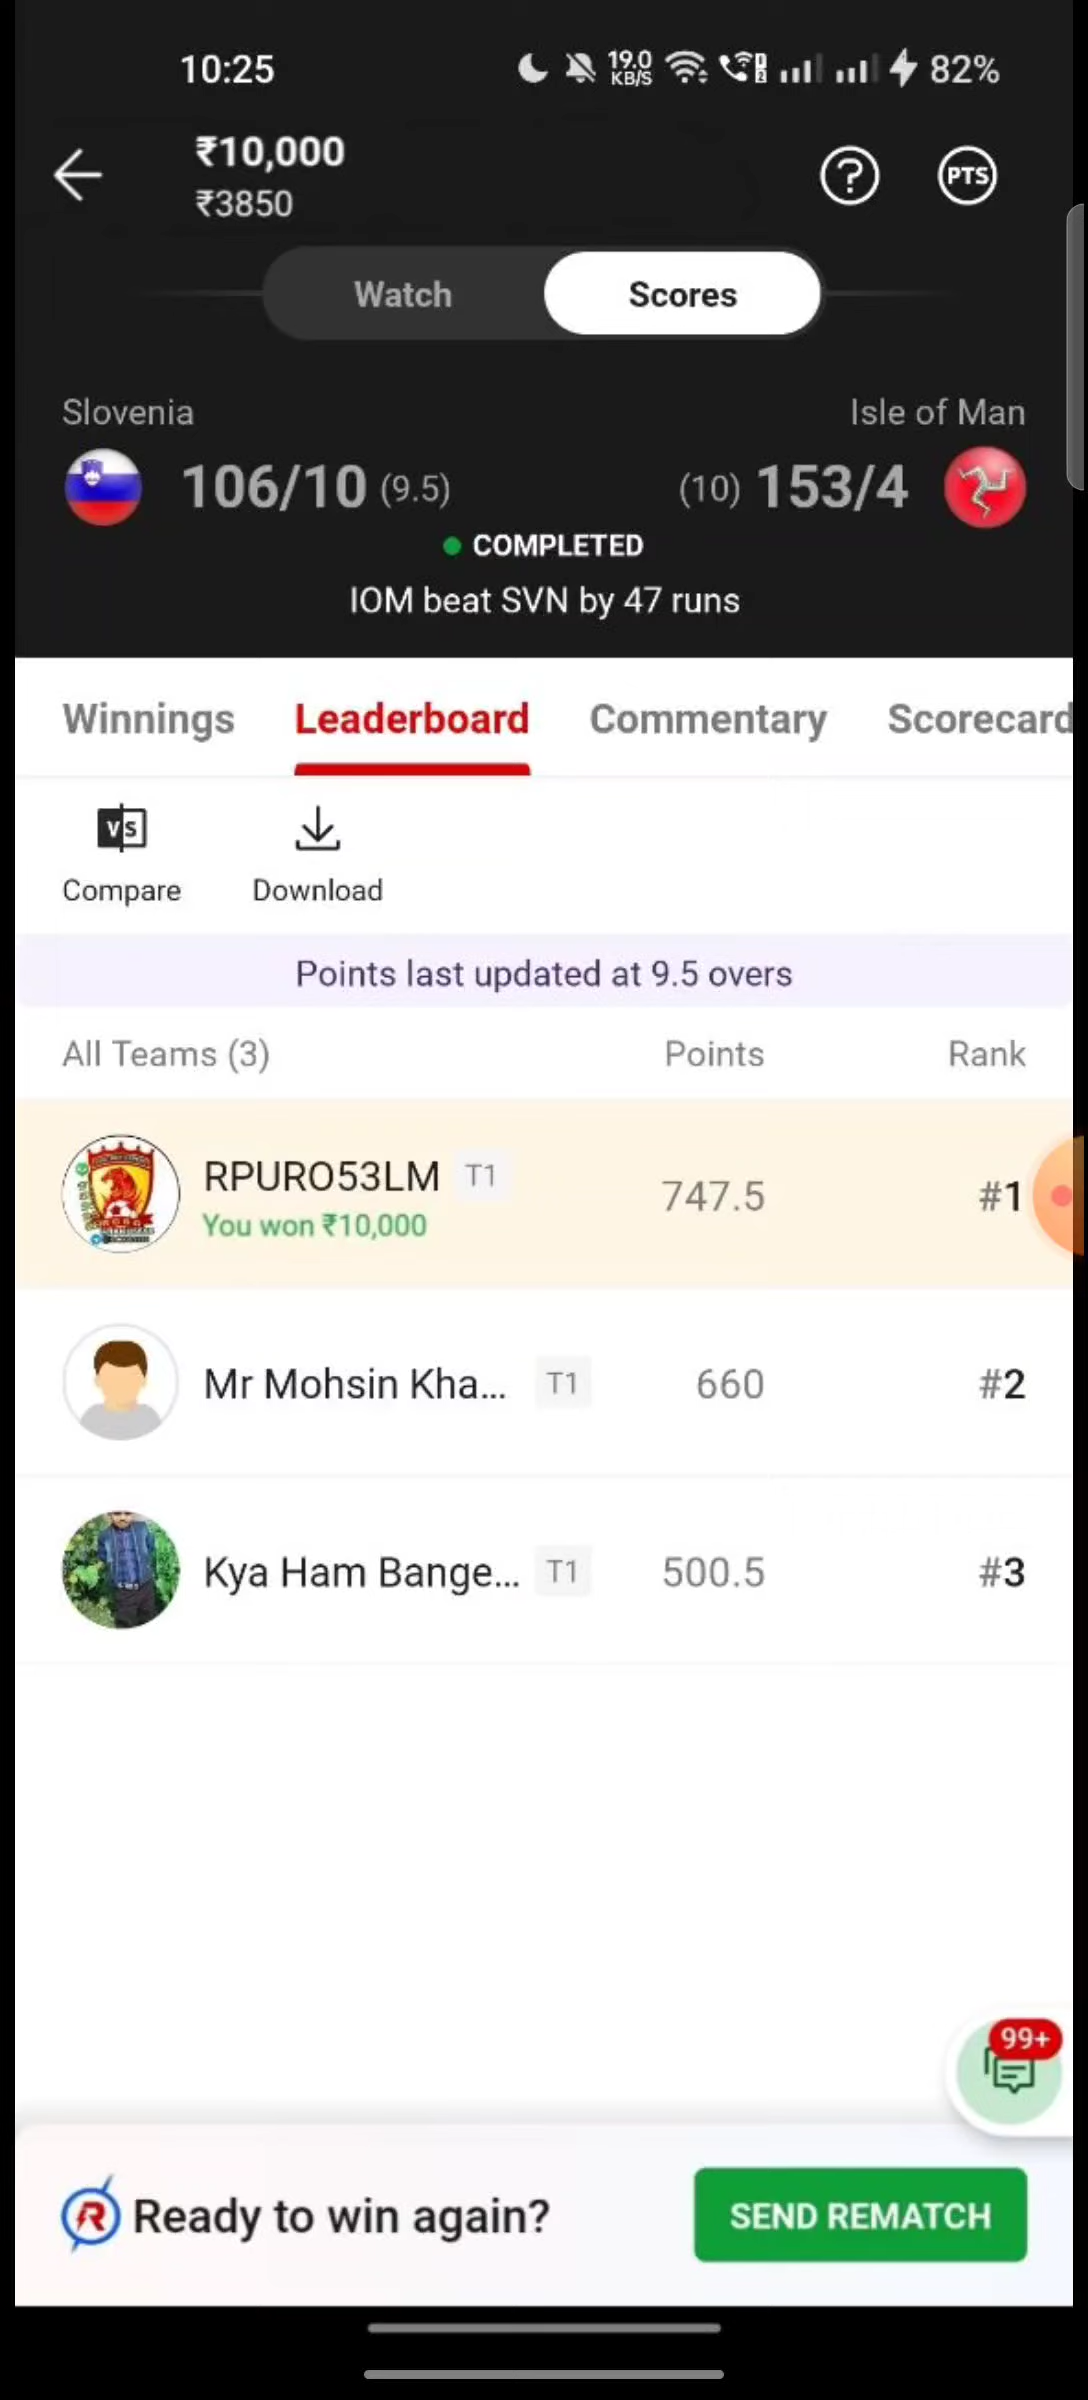 10:25
19.0
KB/S
82%
₹10,000
₹3850
PTS
Watch
Scores
Slovenia
Isle of Man
106/10 (9.5)
(10) 153/4
COMPLETED
IOM beat SVN by 47 runs
Winnings
Leaderboard
Commentary
Scorecard
VS
Compare
Download
Points last updated at 9.5 overs
All Teams (3)
Points
Rank
RPURO53LM T1
You won ₹10,000
747.5
#1
Mr Mohsin Kha... T1
660
#2
Kya Ham Bange... T1
500.5
#3
99+
Ready to win again?
SEND REMATCH